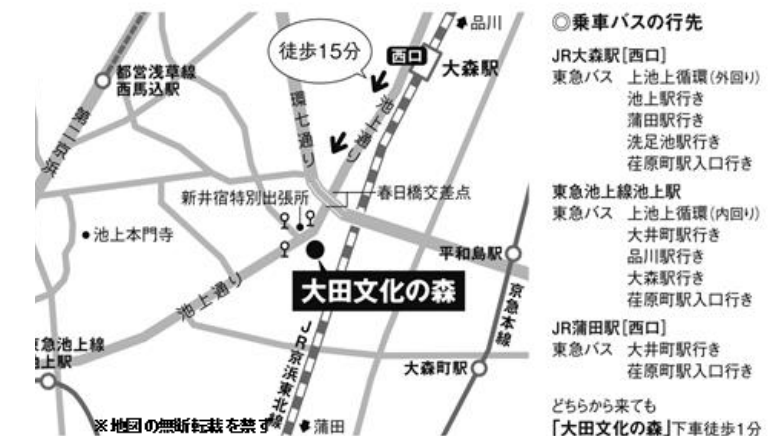 品川
徒歩15分
西口
大森駅
都営浅草線
西馬込駅
第二京浜
環七通り
池上通り
新井宿特別出張所
春日橋交差点
池上本門寺
平和島駅
大田文化の森
池上通り
京急本線
JR京浜東北線
東急池上線
池上駅
大森町駅
※地図の無断転載を禁ず
蒲田
◎乗車バスの行先
JR大森駅[西口]
東急バス 上池上循環(外回り)
池上駅行き
蒲田駅行き
洗足池駅行き
荏原町駅入口行き
東急池上線池上駅
東急バス 上池上循環(内回り)
大井町駅行き
品川駅行き
大森駅行き
荏原町駅入口行き
JR蒲田駅[西口]
東急バス 大井町駅行き
荏原町駅入口行き
どちらから来ても
「大田文化の森」下車徒歩1分